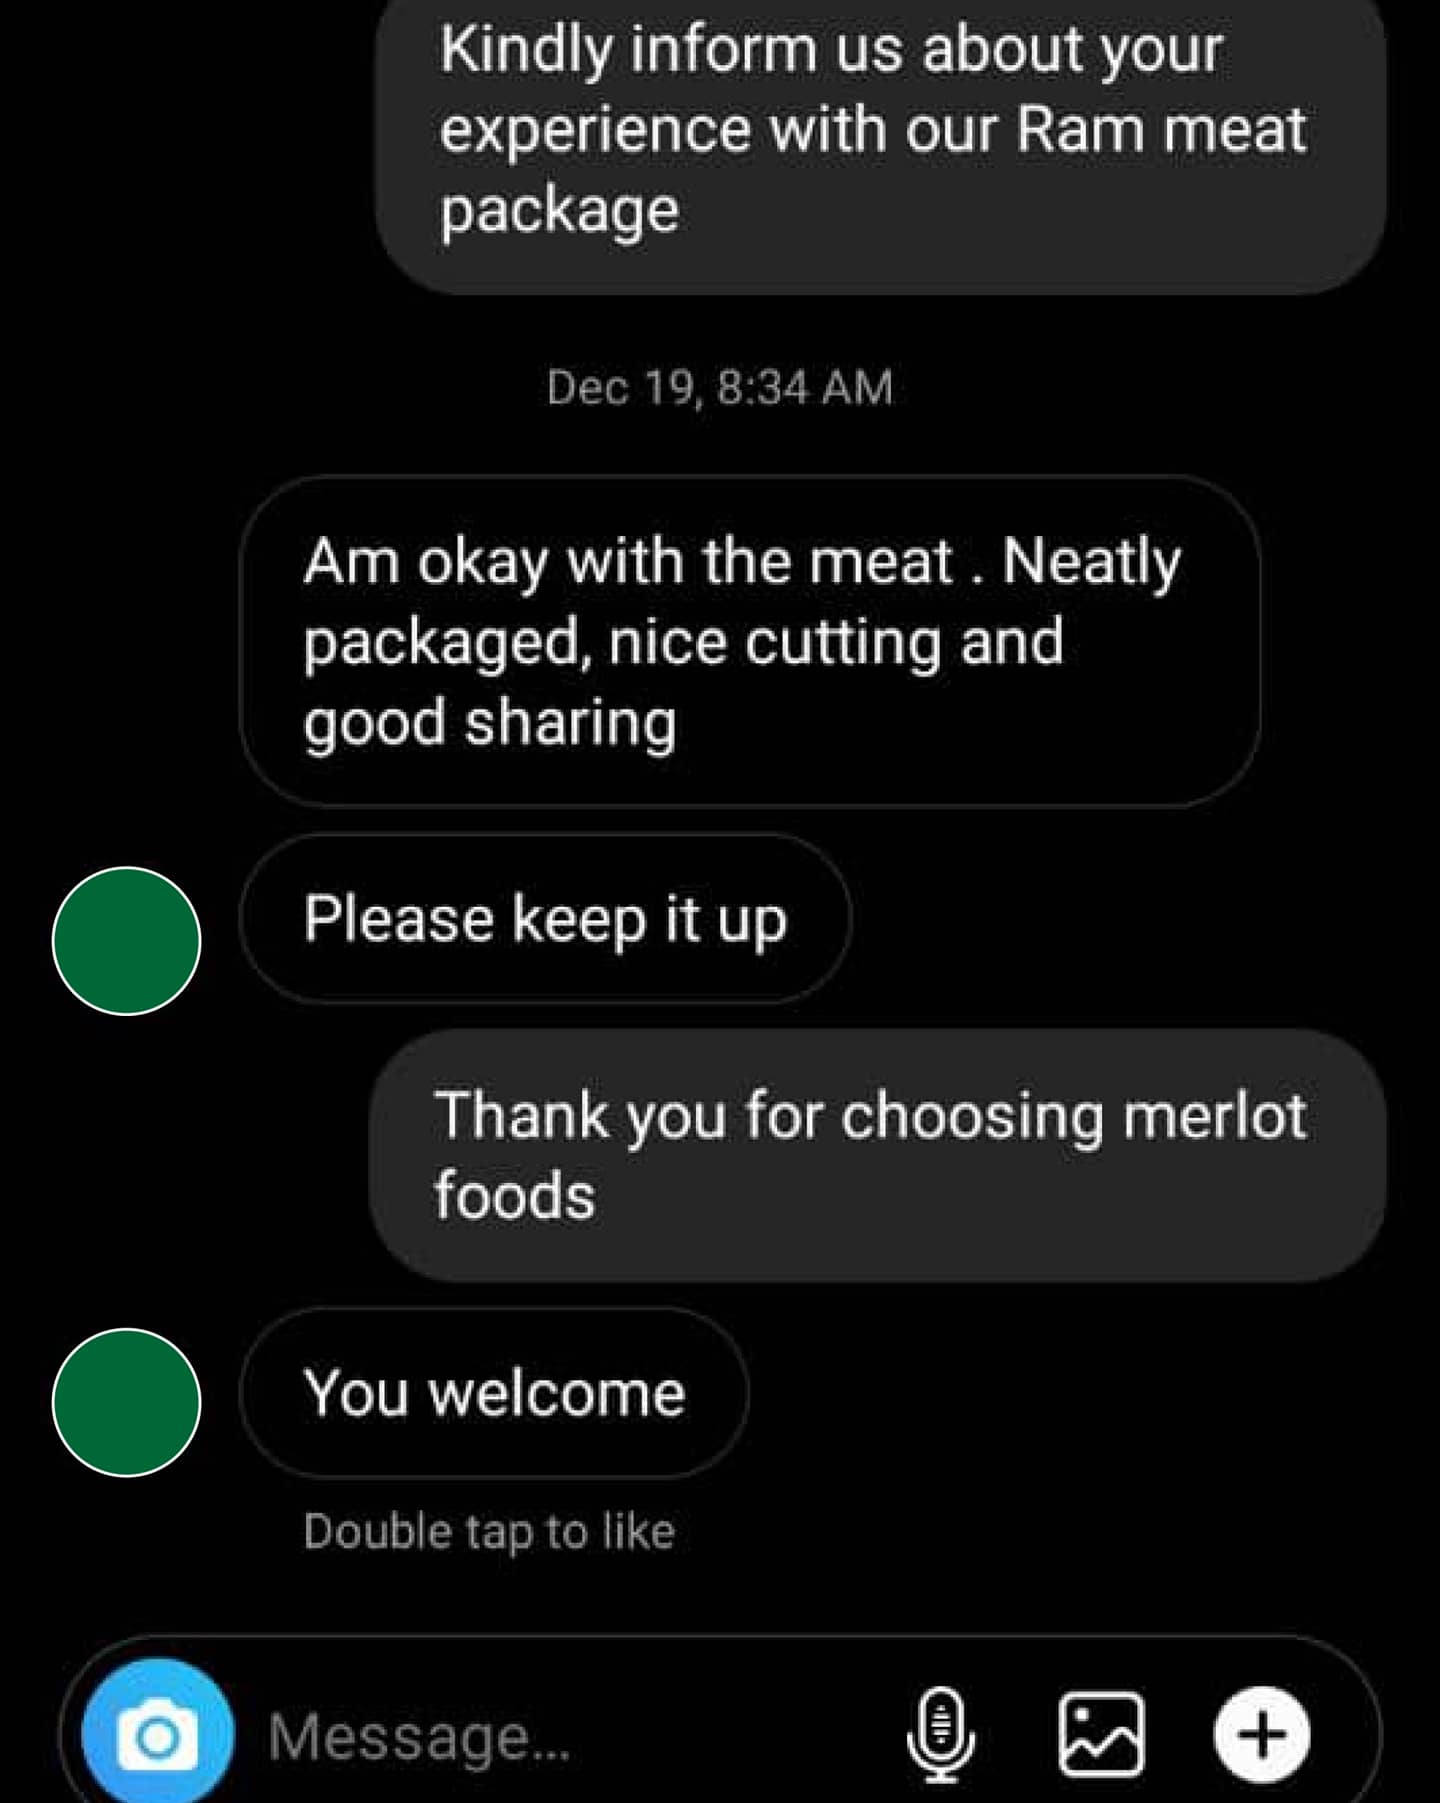 Kindly inform us about your
experience with our Ram meat
package
Dec 19, 8:34 AM
Am okay with the meat . Neatly
packaged, nice cutting and
good sharing
Please keep it up
Thank you for choosing merlot
foods
You welcome
Double tap to like
Message...